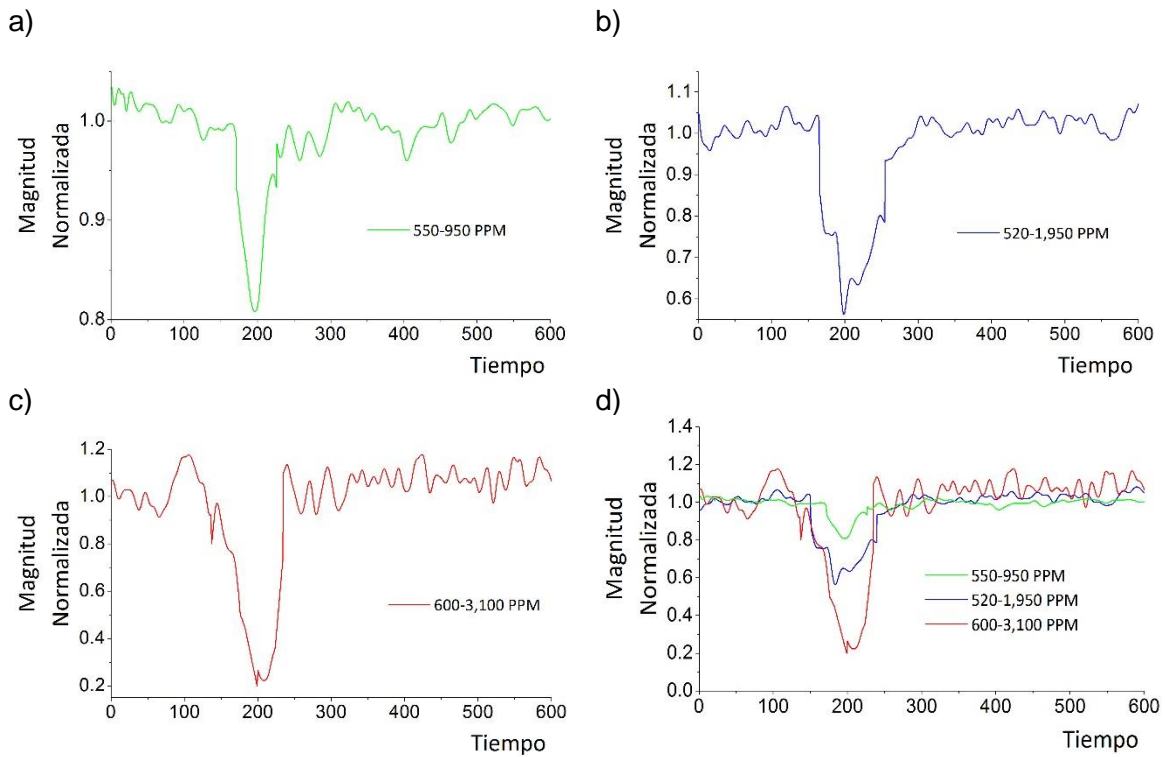 a)
Magnitud
Normalizada
1.0
0.9
0.8
0 100 200 300 400 500 600
550-950 PPM
Tiempo
b)
Magnitud
Normalizada
1.1
1.0
0.9
0.8
0.7
0.6
0 100 200 300 400 500 600
520-1,950 PPM
Tiempo
c)
Magnitud
Normalizada
1.2
1.0
0.8
0.6
0.4
0.2
0 100 200 300 400 500 600
600-3,100 PPM
Tiempo
d)
Magnitud
Normalizada
1.4
1.2
1.0
0.8
0.6
0.4
0.2
0.0
0 100 200 300 400 500 600
550-950 PPM
520-1,950 PPM
600-3,100 PPM
Tiempo